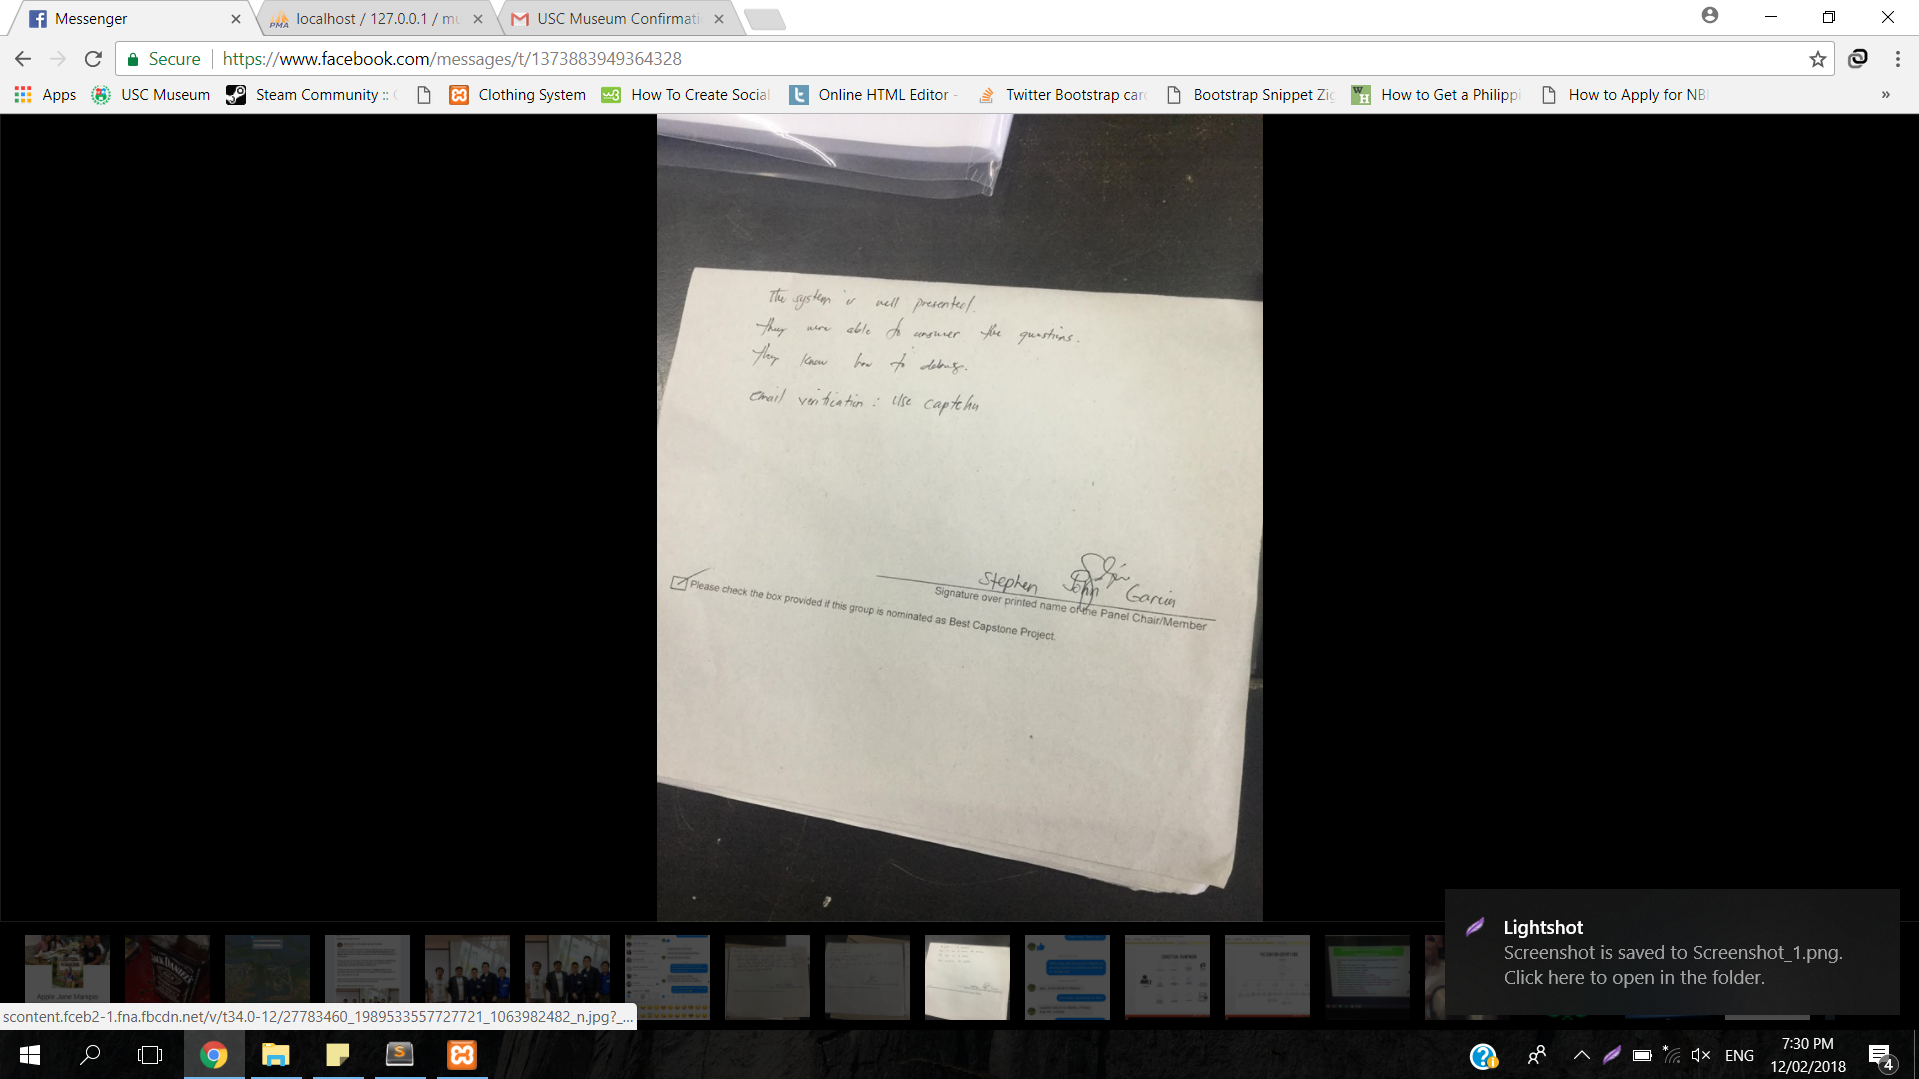 Messenger
localhost / 127.0.0.1 / mu
USC Museum Confirmati
Secure
https://www.facebook.com/messages/t/1373883949364328
Apps
USC Museum
Steam Community ::
Clothing System
How To Create Social
Online HTML Editor -
Twitter Bootstrap card
Bootstrap Snippet Zig
How to Get a Philippi
How to Apply for NBI
»
The system is well presented.
They were able to answer the questions.
They know how to debug.
email verification : Use captcha
Stephen John Garcia
Signature over printed name of the Panel Chair/Member
Please check the box provided if this group is nominated as Best Capstone Project.
Lightshot
Screenshot is saved to Screenshot_1.png.
Click here to open in the folder.
scontent.fceb2-1.fna.fbcdn.net/v/t34.0-12/27783460_1989533557727721_1063982482_n.jpg?_...
ENG
7:30 PM
12/02/2018
4